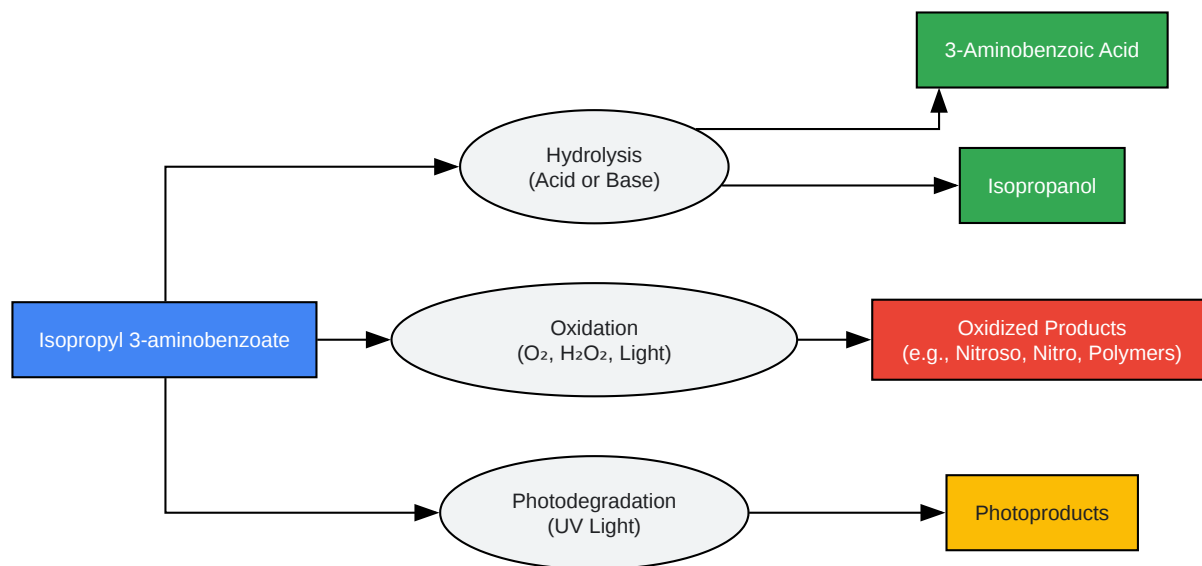 3-Aminobenzoic Acid
Hydrolysis
(Acid or Base)
Isopropanol
Isopropyl 3-aminobenzoate
Oxidation
(O₂, H₂O₂, Light)
Oxidized Products
(e.g., Nitroso, Nitro, Polymers)
Photodegradation
(UV Light)
Photoproducts